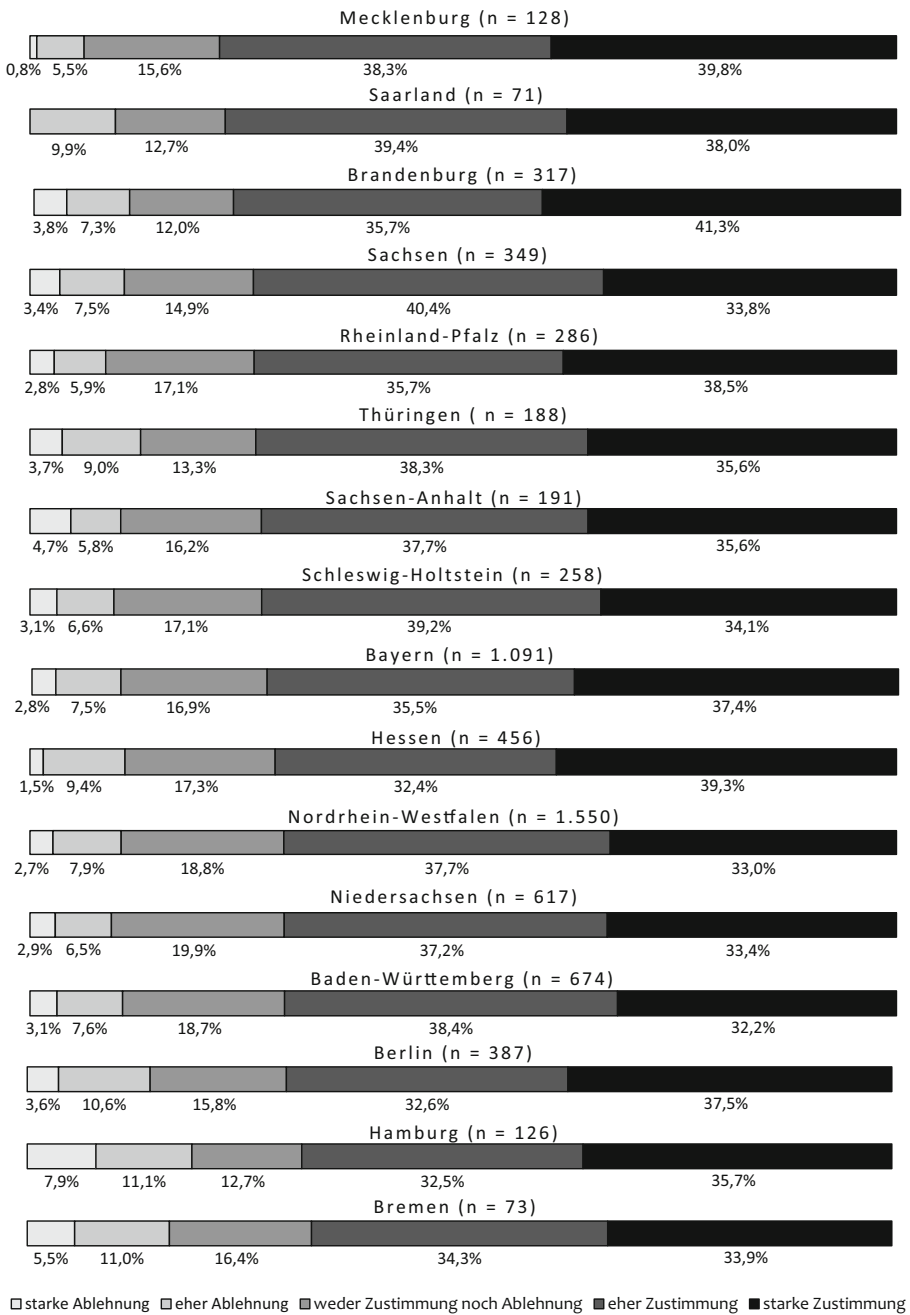 Mecklenburg (n = 128)
0,8% 5,5% 15,6% 38,3% 39,8%
Saarland (n = 71)
9,9% 12,7% 39,4% 38,0%
Brandenburg (n = 317)
3,8% 7,3% 12,0% 35,7% 41,3%
Sachsen (n = 349)
3,4% 7,5% 14,9% 40,4% 33,8%
Rheinland-Pfalz (n = 286)
2,8% 5,9% 17,1% 35,7% 38,5%
Thüringen ( n = 188)
3,7% 9,0% 13,3% 38,3% 35,6%
Sachsen-Anhalt (n = 191)
4,7% 5,8% 16,2% 37,7% 35,6%
Schleswig-Holtstein (n = 258)
3,1% 6,6% 17,1% 39,2% 34,1%
Bayern (n = 1.091)
2,8% 7,5% 16,9% 35,5% 37,4%
Hessen (n = 456)
1,5% 9,4% 17,3% 32,4% 39,3%
Nordrhein-Westfalen (n = 1.550)
2,7% 7,9% 18,8% 37,7% 33,0%
Niedersachsen (n = 617)
2,9% 6,5% 19,9% 37,2% 33,4%
Baden-Württemberg (n = 674)
3,1% 7,6% 18,7% 38,4% 32,2%
Berlin (n = 387)
3,6% 10,6% 15,8% 32,6% 37,5%
Hamburg (n = 126)
7,9% 11,1% 12,7% 32,5% 35,7%
Bremen (n = 73)
5,5% 11,0% 16,4% 34,3% 33,9%
starke Ablehnung eher Ablehnung weder Zustimmung noch Ablehnung eher Zustimmung starke Zustimmung